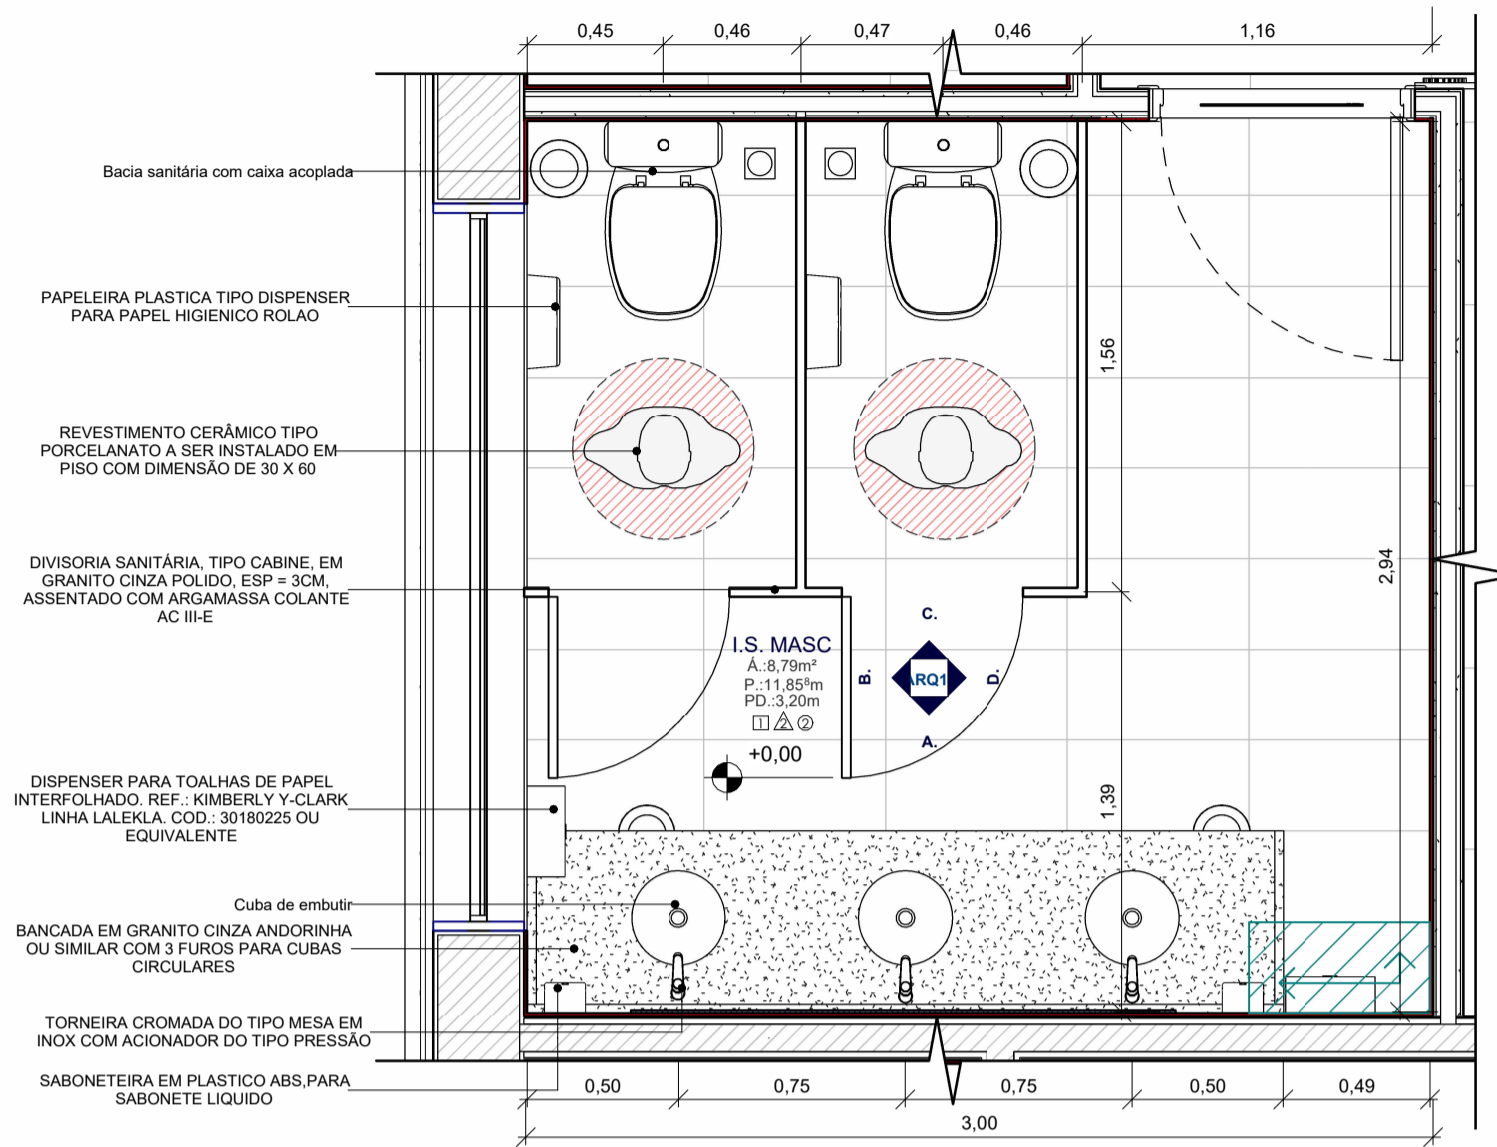 0,45
0,46
0,47
0,46
1,16
Bacia sanitária com caixa acoplada
PAPELEIRA PLASTICA TIPO DISPENSER
PARA PAPEL HIGIENICO ROLAO
1,56
REVESTIMENTO CERÂMICO TIPO
PORCELANATO A SER INSTALADO EM
PISO COM DIMENSÃO DE 30 X 60
2,94
DIVISORIA SANITÁRIA, TIPO CABINE, EM
GRANITO CINZA POLIDO, ESP = 3CM,
ASSENTADO COM ARGAMASSA COLANTE
AC III-E
I.S. MASC
Á.:8,79m²
P.:11,85⁸m
PD.:3,20m
1 2 2
+0,00
C.
B.
ARQ1
D.
A.
1,39
DISPENSER PARA TOALHAS DE PAPEL
INTERFOLHADO. REF.: KIMBERLY Y-CLARK
LINHA LALEKLA. COD.: 30180225 OU
EQUIVALENTE
Cuba de embutir
BANCADA EM GRANITO CINZA ANDORINHA
OU SIMILAR COM 3 FUROS PARA CUBAS
CIRCULARES
TORNEIRA CROMADA DO TIPO MESA EM
INOX COM ACIONADOR DO TIPO PRESSÃO
SABONETEIRA EM PLASTICO ABS,PARA
SABONETE LIQUIDO
0,50
0,75
0,75
0,50
0,49
3,00